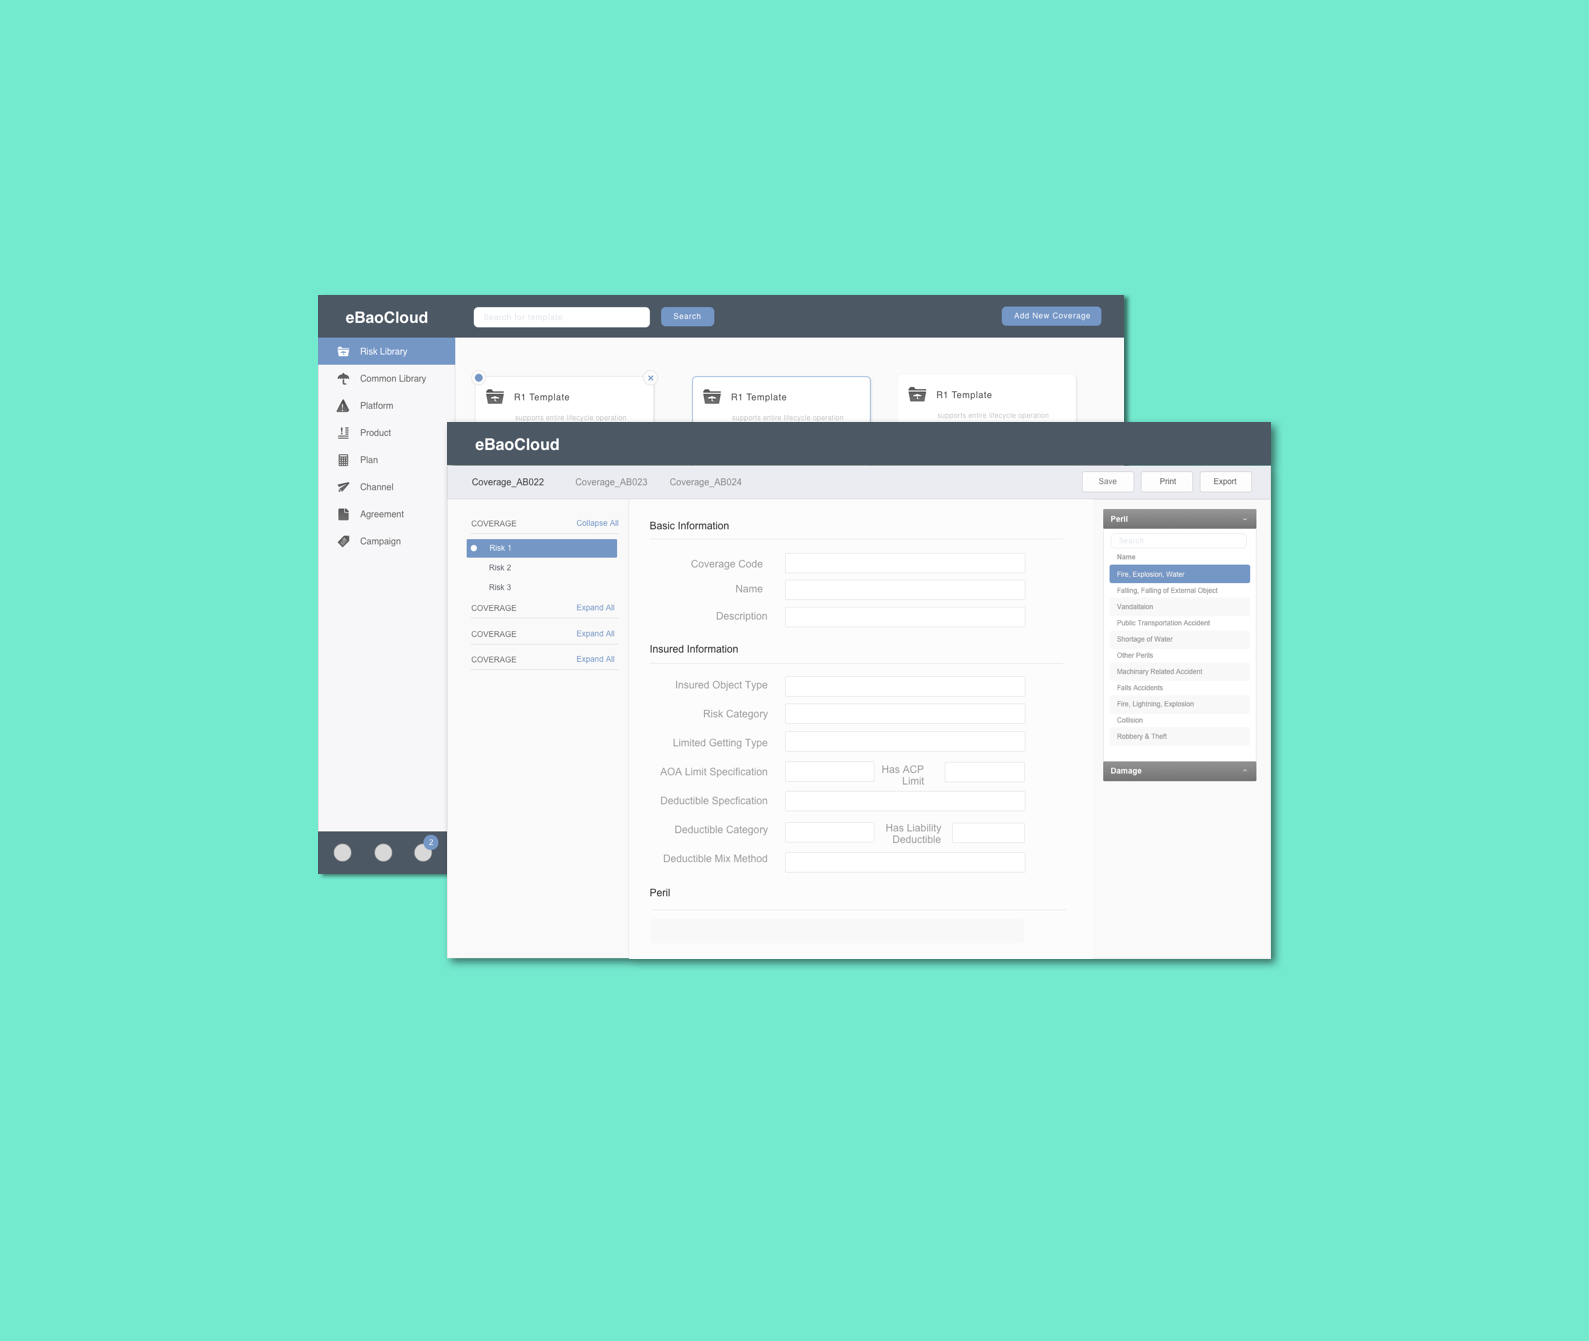 eBaoCloud
Search for template
Search
Add New Coverage
Risk Library
Common Library
Platform
Product
Plan
Channel
Agreement
Campaign
R1 Template
supports entire lifecycle operation
R1 Template
supports entire lifecycle operation
R1 Template
supports entire lifecycle operation
2
eBaoCloud
Coverage_AB022
Coverage_AB023
Coverage_AB024
Save
Print
Export
COVERAGE
Collapse All
Risk 1
Risk 2
Risk 3
COVERAGE
Expand All
COVERAGE
Expand All
COVERAGE
Expand All
Basic Information
Coverage Code
Name
Description
Insured Information
Insured Object Type
Risk Category
Limited Getting Type
AOA Limit Specification
Has ACP
Limit
Deductible Specfication
Deductible Category
Has Liability
Deductible
Deductible Mix Method
Peril
Peril
Search
Name
Fire, Explosion, Water
Falling, Falling of External Object
Vandaltaion
Public Transportation Accident
Shortage of Water
Other Perils
Machinary Related Accident
Falls Accidents
Fire, Lightning, Explosion
Collision
Robbery & Theft
Damage